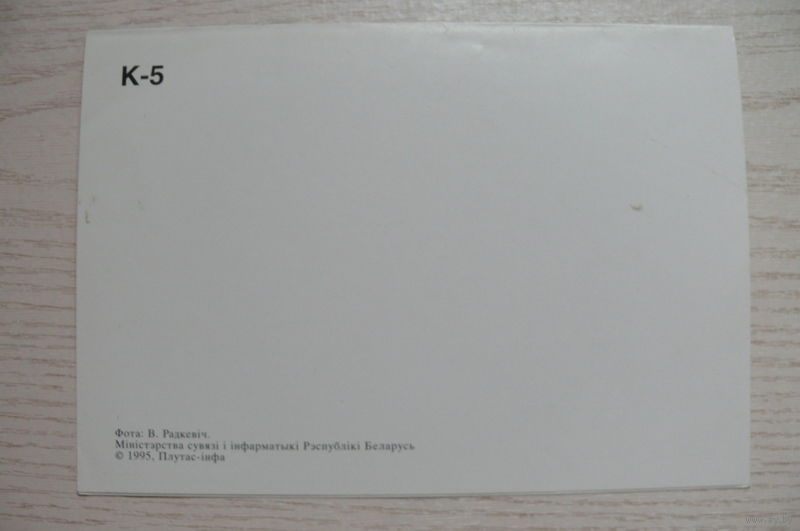 К-5
Фота: В. Радкевіч.
Міністэрства сувязі і інфарматыкі Рэспублікі Беларусь
© 1995, Плутас-інфа